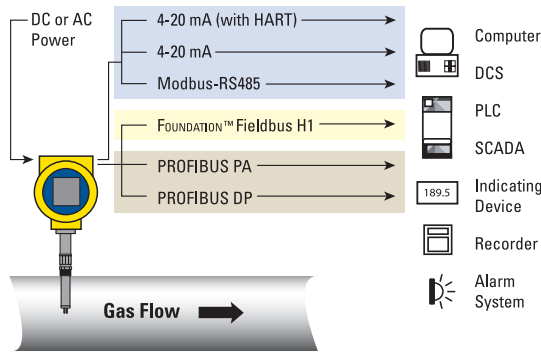 DC or AC
Power
4-20 mA (with HART)
4-20 mA
Modbus-RS485
FOUNDATION™ Fieldbus H1
PROFIBUS PA
PROFIBUS DP
Gas Flow
Computer
DCS
PLC
SCADA
189.5
Indicating
Device
Recorder
Alarm
System